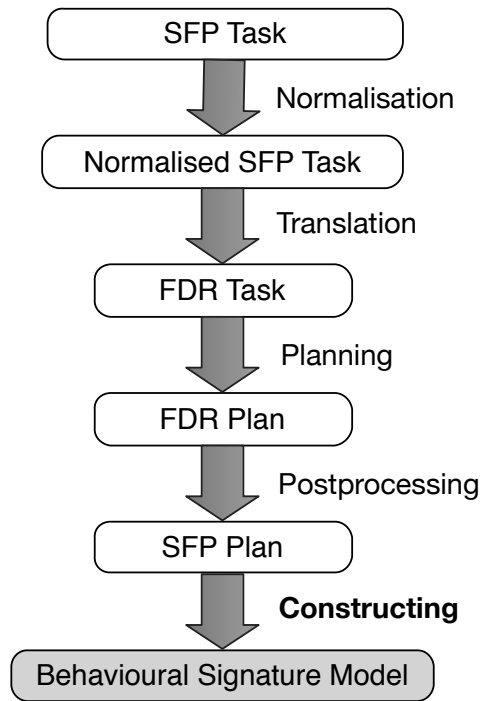 SFP Task
Normalisation
Normalised SFP Task
Translation
FDR Task
Planning
FDR Plan
Postprocessing
SFP Plan
Constructing
Behavioural Signature Model